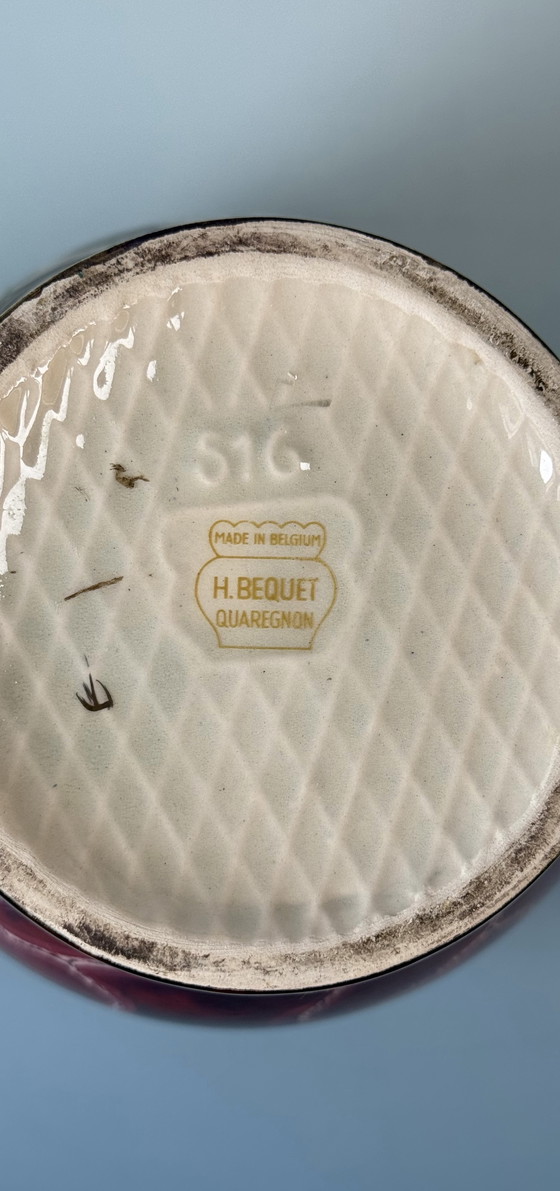 516
MADE IN BELGIUM
H.BEQUET
QUAREGNON